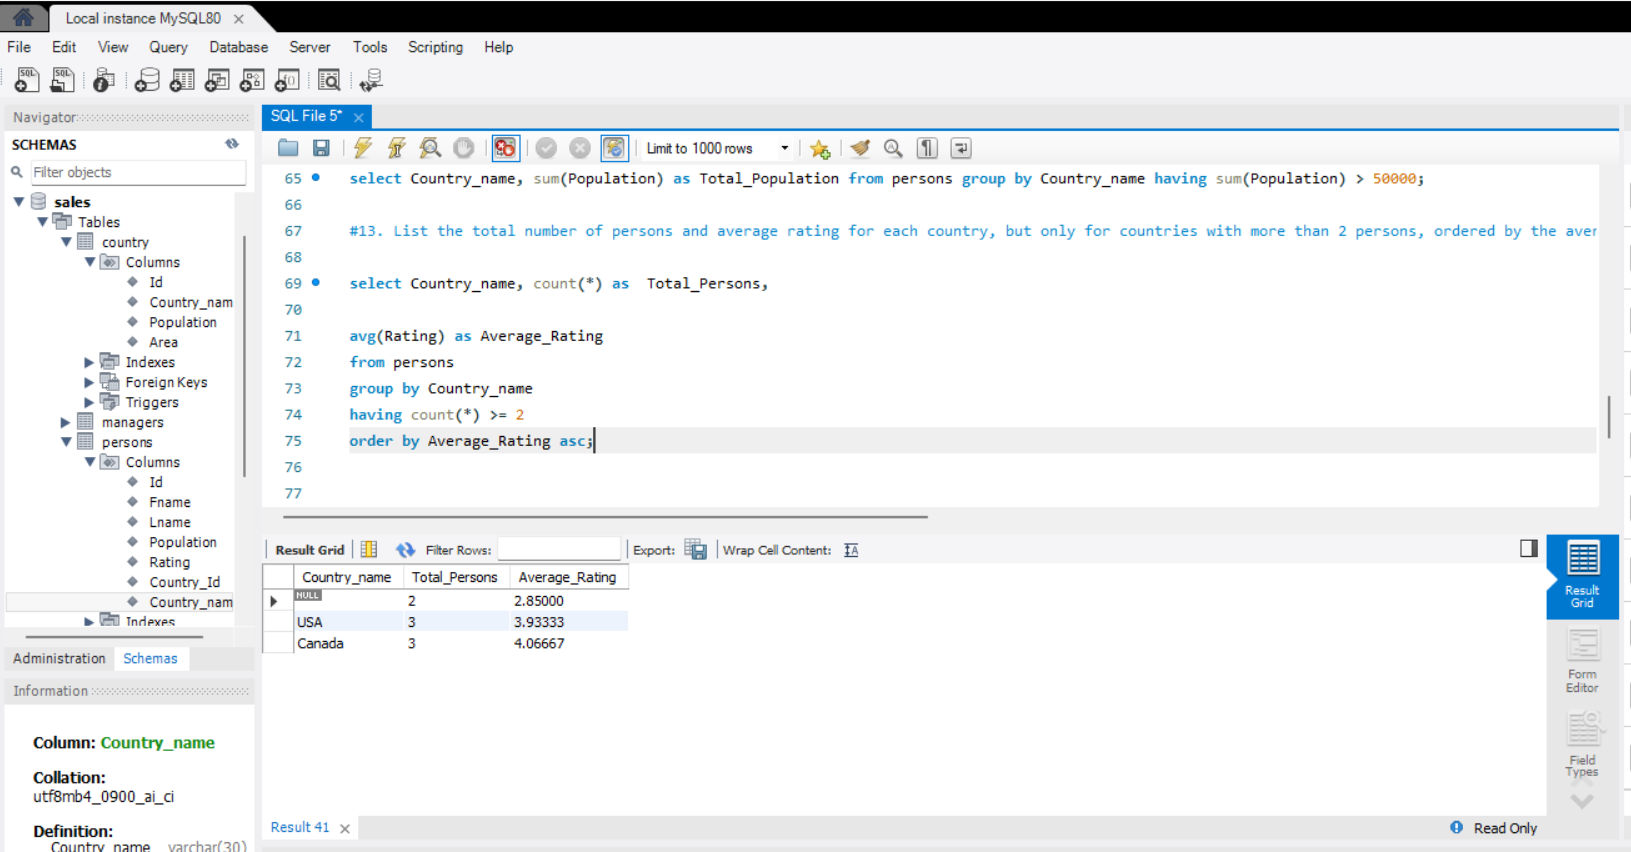 Local instance MySQL80
File Edit View Query Database Server Tools Scripting Help
Navigator
SCHEMAS
Filter objects
sales
Tables
country
Columns
Id
Country_nam
Population
Area
Indexes
Foreign Keys
Triggers
managers
persons
Columns
Id
Fname
Lname
Population
Rating
Country_Id
Country_nam
Indexes
Administration Schemas
Information
Column: Country_name
Collation:
utf8mb4_0900_ai_ci
Definition:
Country_name varchar(30)
SQL File 5*
Limit to 1000 rows
65 select Country_name, sum(Population) as Total_Population from persons group by Country_name having sum(Population) > 50000;
66
67 #13. List the total number of persons and average rating for each country, but only for countries with more than 2 persons, ordered by the aver
68
69 select Country_name, count(*) as  Total_Persons,
70
71 avg(Rating) as Average_Rating
72 from persons
73 group by Country_name
74 having count(*) >= 2
75 order by Average_Rating asc;
76
77
Result Grid Filter Rows: Export: Wrap Cell Content:
Country_name Total_Persons Average_Rating
NULL 2 2.85000
USA 3 3.93333
Canada 3 4.06667
Result
Grid
Form
Editor
Field
Types
Result 41
Read Only